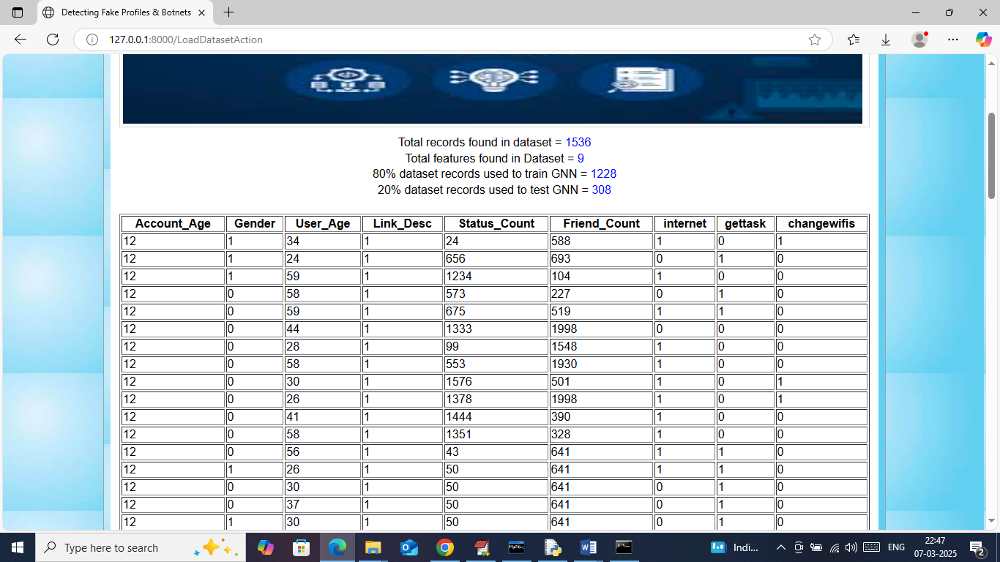 Detecting Fake Profiles & Botnets
127.0.0.1:8000/LoadDatasetAction
Total records found in dataset = 1536
Total features found in Dataset = 9
80% dataset records used to train GNN = 1228
20% dataset records used to test GNN = 308
Account_Age Gender User_Age Link_Desc Status_Count Friend_Count internet gettask changewifis
12 1 34 1 24 588 1 0 1
12 1 24 1 656 693 0 1 0
12 1 59 1 1234 104 1 0 0
12 0 58 1 573 227 0 1 0
12 0 59 1 675 519 1 1 0
12 0 44 1 1333 1998 0 0 0
12 0 28 1 99 1548 1 0 0
12 0 58 1 553 1930 1 0 0
12 0 30 1 1576 501 1 0 1
12 0 26 1 1378 1998 1 0 1
12 0 41 1 1444 390 1 0 0
12 0 58 1 1351 328 1 0 0
12 0 56 1 43 641 1 1 0
12 1 26 1 50 641 1 1 0
12 0 30 1 50 641 0 1 0
12 0 37 1 50 641 0 1 0
12 1 30 1 50 641 0 1 0
Type here to search
Indi...
ENG
22:47
07-03-2025
2